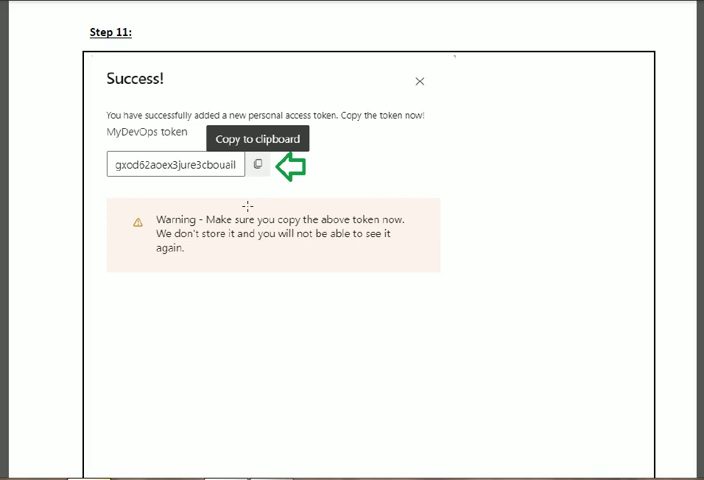 Step 11:
Success!
You have successfully added a new personal access token. Copy the token now!
MyDevOps token
Copy to clipboard
gxod62aoex3jure3cbouail
Warning - Make sure you copy the above token now.
We don't store it and you will not be able to see it
again.